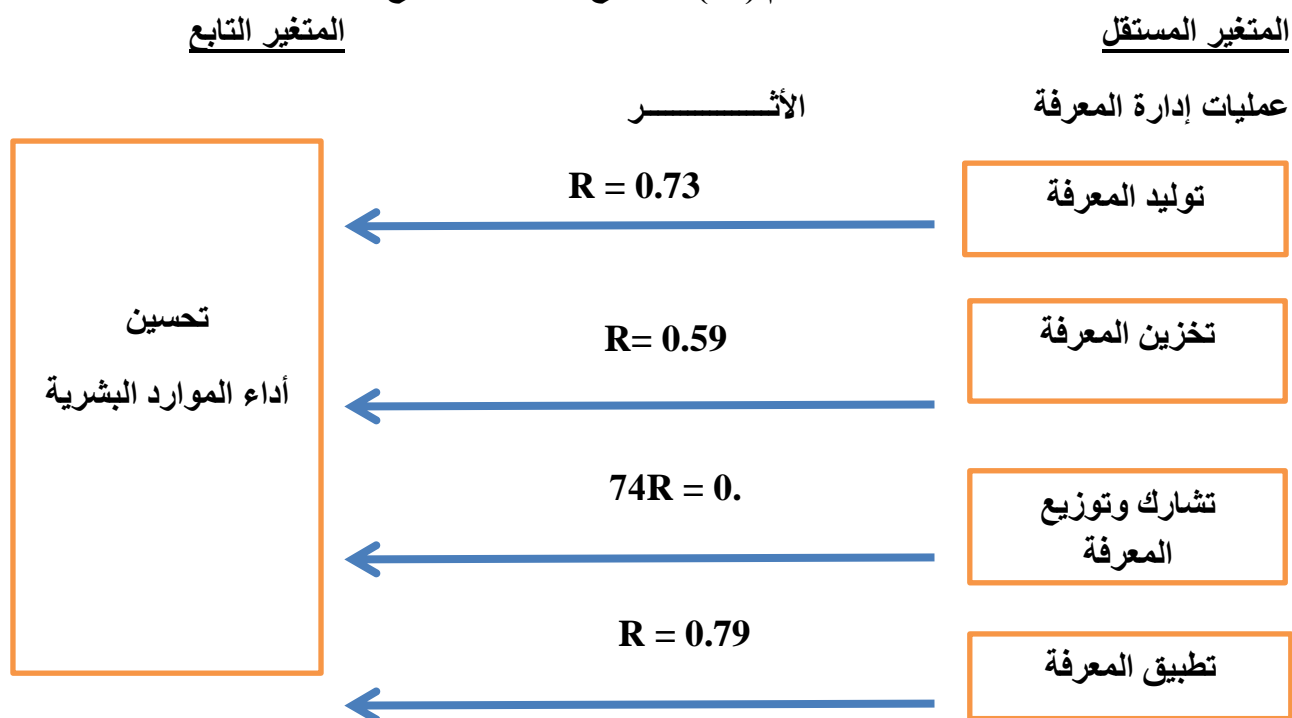 المتغير المستقل
المتغير التابع
عمليات إدارة المعرفة
الأثـــــــــــــر
توليد المعرفة
R = 0.73
تخزين المعرفة
R= 0.59
تحسين
أداء الموارد البشرية
تشارك وتوزيع
المعرفة
74R = 0.
تطبيق المعرفة
R = 0.79